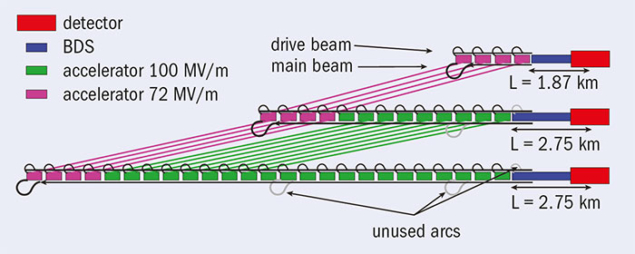 detector
BDS
accelerator 100 MV/m
accelerator 72 MV/m
drive beam
main beam
L = 1.87 km
L = 2.75 km
L = 2.75 km
unused arcs